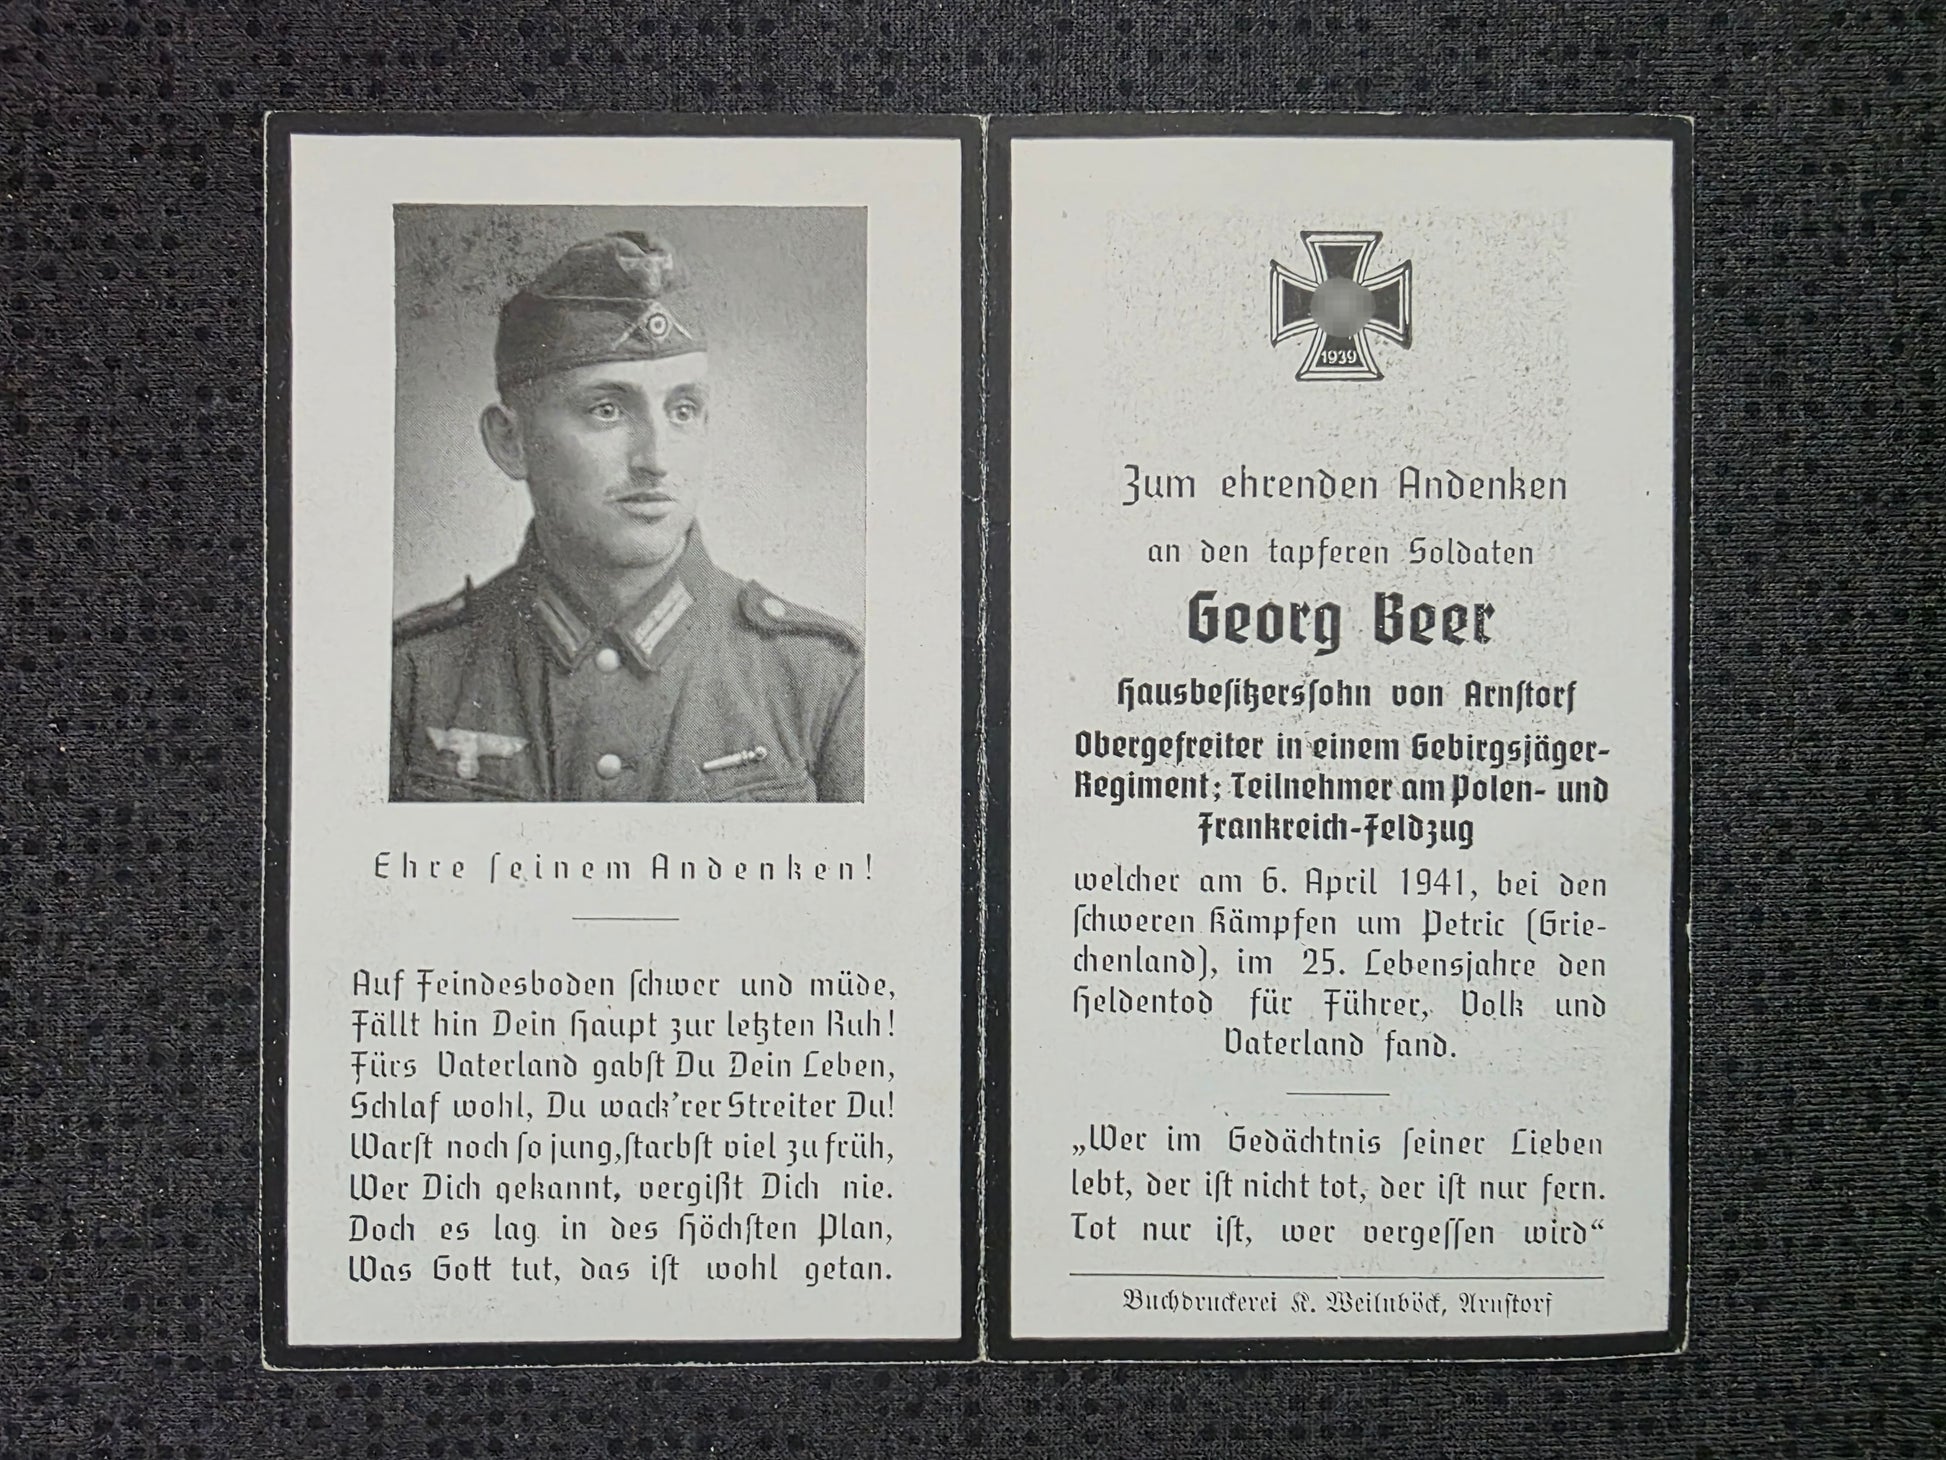 Ehre seinem Andenken!
Auf Feindesboden schwer und müde,
Fällt hin Dein Haupt zur letzten Ruh!
Fürs Vaterland gabst Du Dein Leben,
Schlaf wohl, Du wack'rer Streiter Du!
Warst noch so jung, starbst viel zu früh,
Wer Dich gekannt, vergißt Dich nie.
Doch es lag in des Höchsten Plan,
Was Gott tut, das ist wohl getan.
1939
Zum ehrenden Andenken
an den tapferen Soldaten
Georg Beer
Hausbesitzerssohn von Arnstorf
Obergefreiter in einem Gebirgsjäger-
Regiment; Teilnehmer am Polen- und
Frankreich-Feldzug
welcher am 6. April 1941, bei den
schweren Kämpfen um Petric (Grie-
chenland), im 25. Lebensjahre den
Heldentod für Führer, Volk und
Vaterland fand.
„Wer im Gedächtnis seiner Lieben
lebt, der ist nicht tot, der ist nur fern.
Tot nur ist, wer vergessen wird“
Buchdruckerei K. Weilnböck, Arnstorf